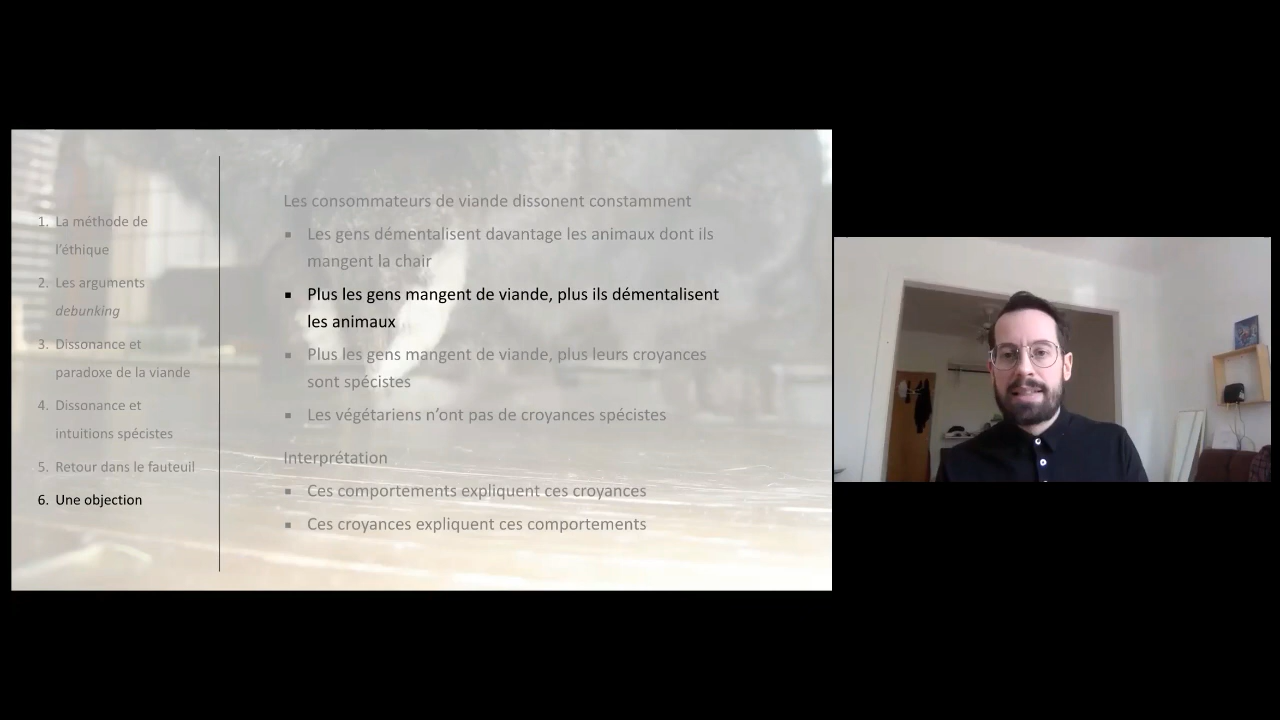 1. La méthode de
l'éthique
2. Les arguments
debunking
3. Dissonance et
paradoxe de la viande
4. Dissonance et
intuitions spécistes
5. Retour dans le fauteuil
6. Une objection
Les consommateurs de viande dissonent constamment
▪ Les gens démentalisent davantage les animaux dont ils
mangent la chair
▪ Plus les gens mangent de viande, plus ils démentalisent
les animaux
▪ Plus les gens mangent de viande, plus leurs croyances
sont spécistes
▪ Les végétariens n'ont pas de croyances spécistes
Interprétation
▪ Ces comportements expliquent ces croyances
▪ Ces croyances expliquent ces comportements